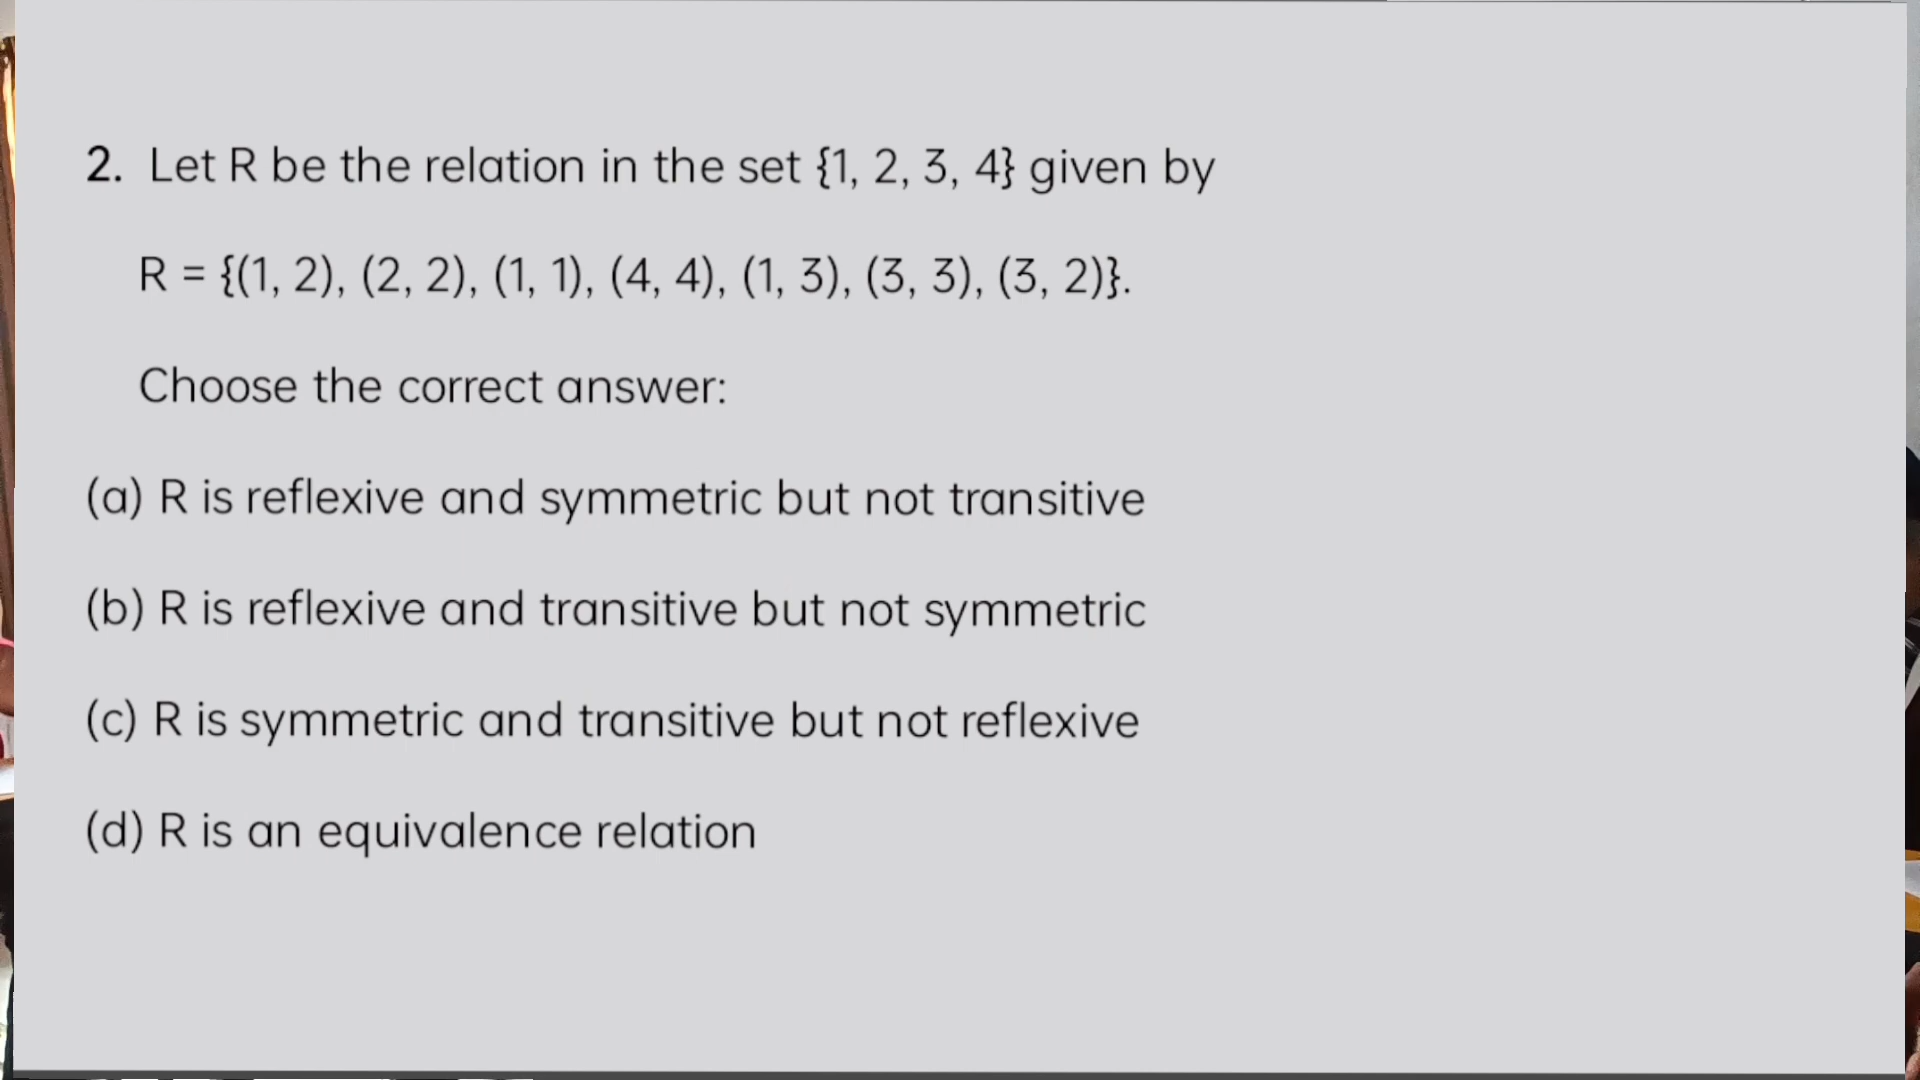 2. Let R be the relation in the set {1, 2, 3, 4} given by
R = {(1, 2), (2, 2), (1, 1), (4, 4), (1, 3), (3, 3), (3, 2)}.
Choose the correct answer:
(a) R is reflexive and symmetric but not transitive
(b) R is reflexive and transitive but not symmetric
(c) R is symmetric and transitive but not reflexive
(d) R is an equivalence relation